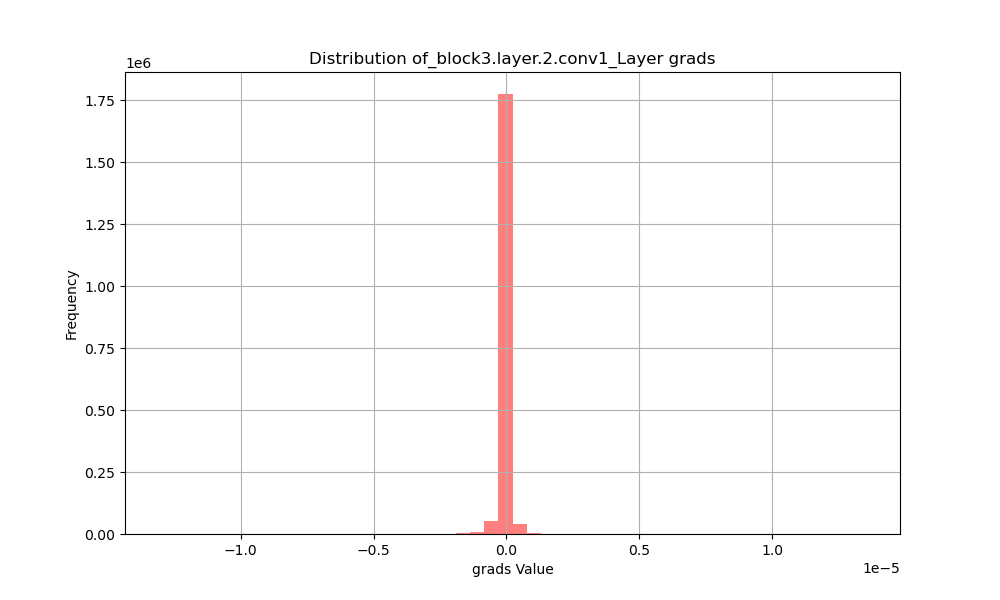 Distribution of_block3.layer.2.conv1_Layer grads
1e6
1.75
1.50
1.25
1.00
0.75
0.50
0.25
0.00
Frequency
−1.0
−0.5
0.0
0.5
1.0
grads Value
1e−5